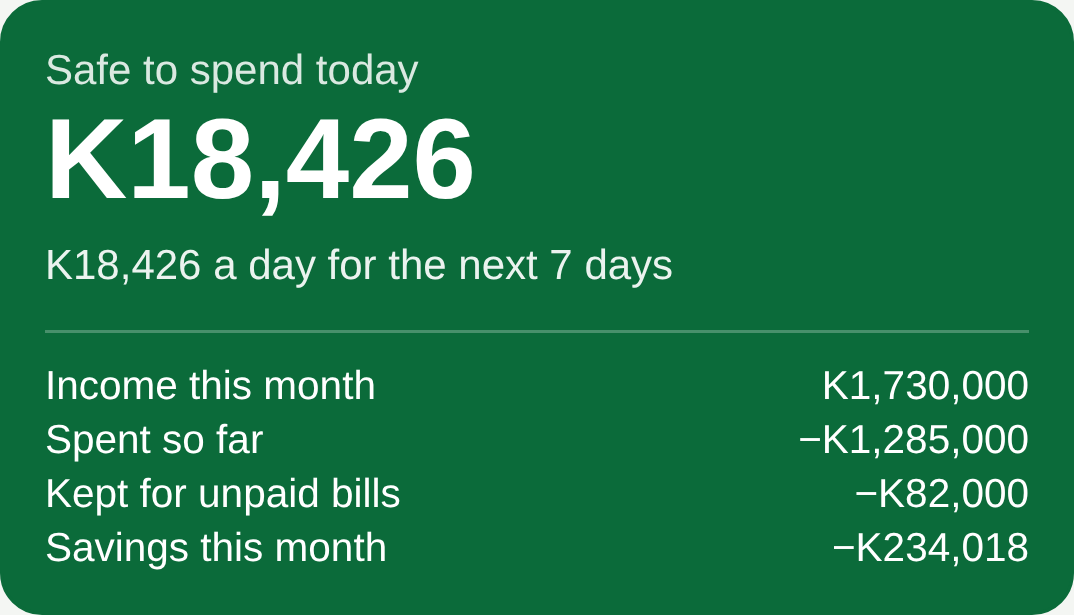 Safe to spend today
K18,426
K18,426 a day for the next 7 days
Income this month K1,730,000
Spent so far −K1,285,000
Kept for unpaid bills −K82,000
Savings this month −K234,018